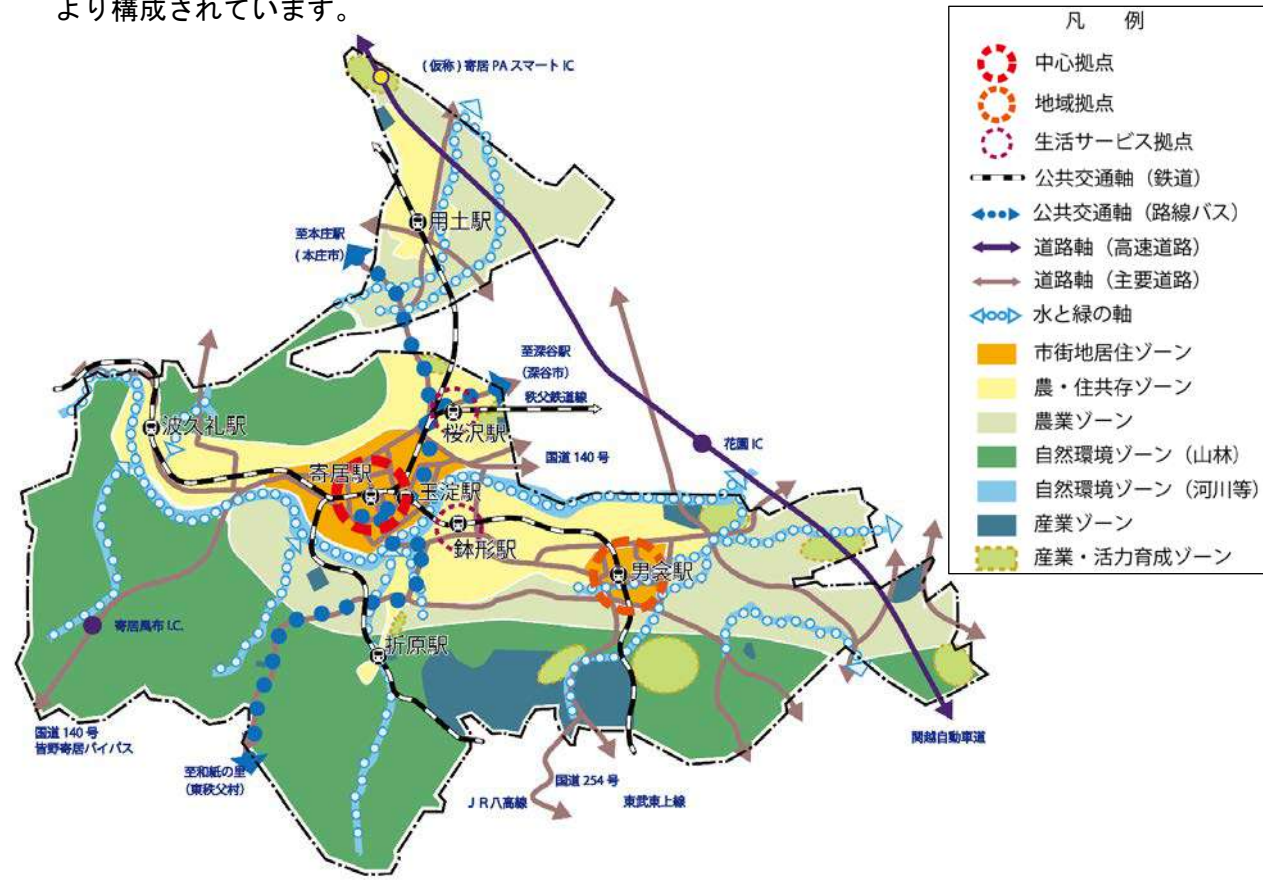 より構成されています。
凡 例
中心拠点
地域拠点
生活サービス拠点
公共交通軸（鉄道）
公共交通軸（路線バス）
道路軸（高速道路）
道路軸（主要道路）
水と緑の軸
市街地居住ゾーン
農・住共存ゾーン
農業ゾーン
自然環境ゾーン（山林）
自然環境ゾーン（河川等）
産業ゾーン
産業・活力育成ゾーン
(仮称)寄居PAスマートIC
用土駅
至本庄駅
(本庄市)
至深谷駅
(深谷市)
秩父鉄道線
波久礼駅
桜沢駅
花園IC
国道140号
寄居駅
玉淀駅
鉢形駅
男衾駅
寄居風布I.C.
折原駅
国道140号
皆野寄居バイパス
関越自動車道
至和紙の里
(東秩父村)
国道254号
JR八高線
東武東上線